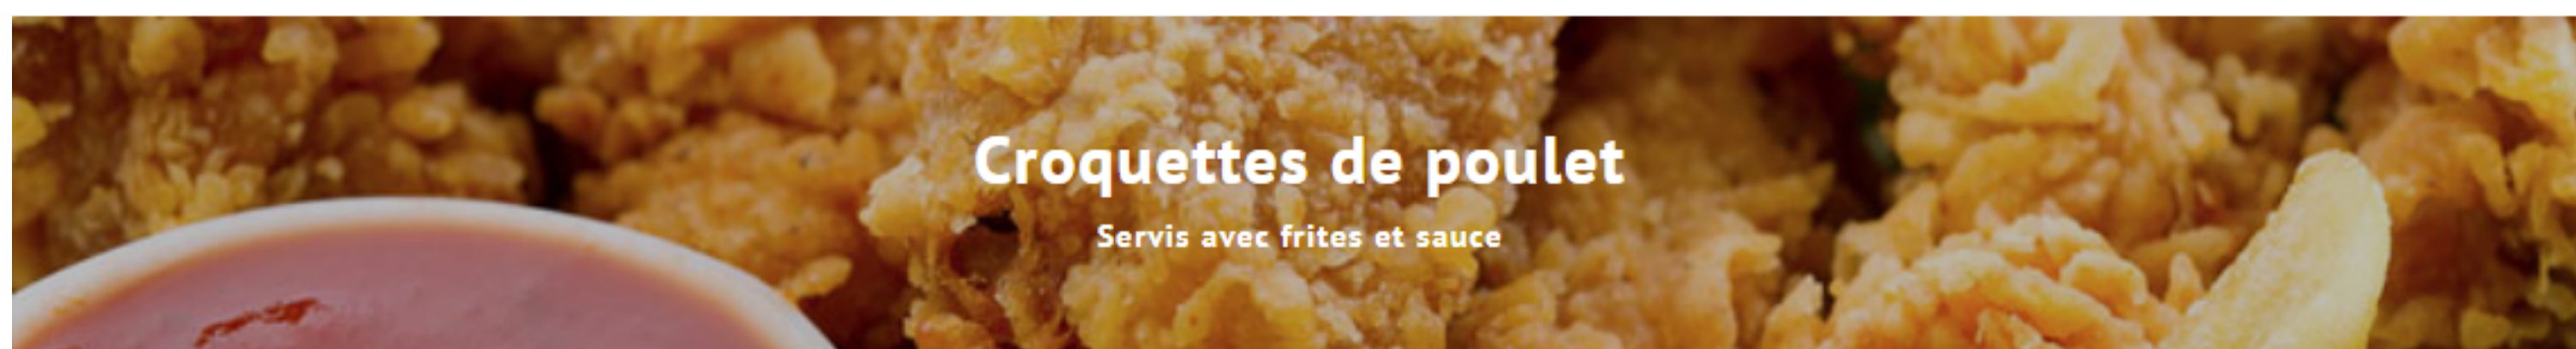 Croquettes de poulet
Servis avec frites et sauce